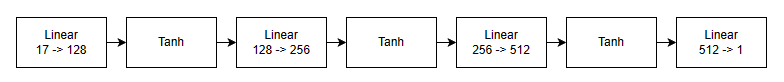 Linear
17 -> 128
Tanh
Linear
128 -> 256
Tanh
Linear
256 -> 512
Tanh
Linear
512 -> 1